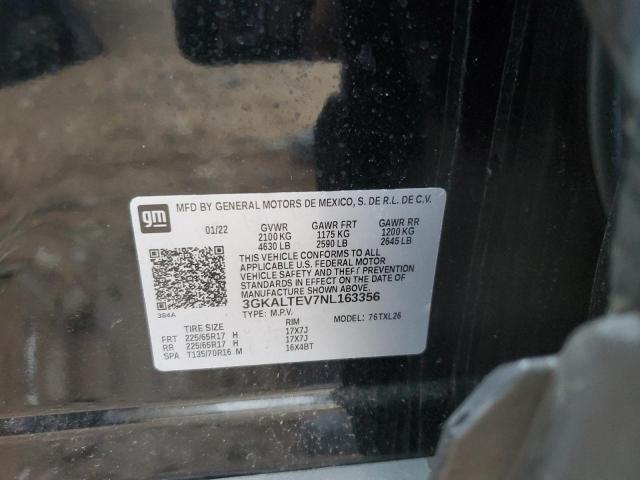 gm
MFD BY GENERAL MOTORS DE MEXICO, S. DE R.L. DE C.V.
01/22 GVWR GAWR FRT GAWR RR
2100 KG 1175 KG 1200 KG
4630 LB 2590 LB 2645 LB
THIS VEHICLE CONFORMS TO ALL
APPLICABLE U.S. FEDERAL MOTOR
VEHICLE SAFETY AND THEFT PREVENTION
STANDARDS IN EFFECT ON THE DATE OF
MANUFACTURE SHOWN ABOVE.
3GKALTEV7NL163356
384A
TYPE: M.P.V. MODEL: 76TXL26
TIRE SIZE RIM
FRT 225/65R17 H 17X7J
RR 225/65R17 H 17X7J
SPA T135/70R16 M 16X4BT